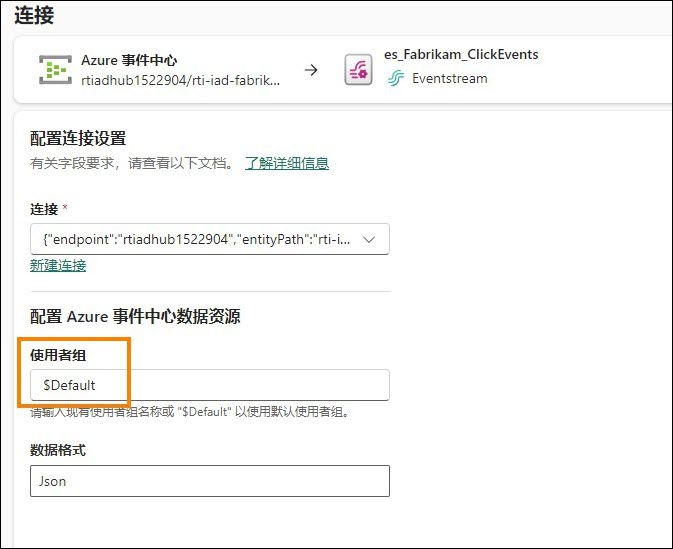 连接
Azure 事件中心
rtiadhub1522904/rti-iad-fabrik...
es_Fabrikam_ClickEvents
Eventstream
配置连接设置
有关字段要求，请查看以下文档。 了解详细信息
连接 *
{"endpoint":"rtiadhub1522904","entityPath":"rti-i...
新建连接
配置 Azure 事件中心数据资源
使用者组
$Default
请输入现有使用者组名称或 "$Default" 以使用默认使用者组。
数据格式
Json